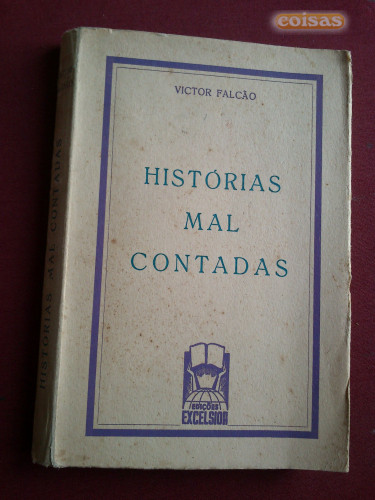 coisas
VICTOR FALCÃO
HISTÓRIAS
MAL
CONTADAS
EDIÇÕES
EXCELSIOR
HISTÓRIAS MAL CONTADAS